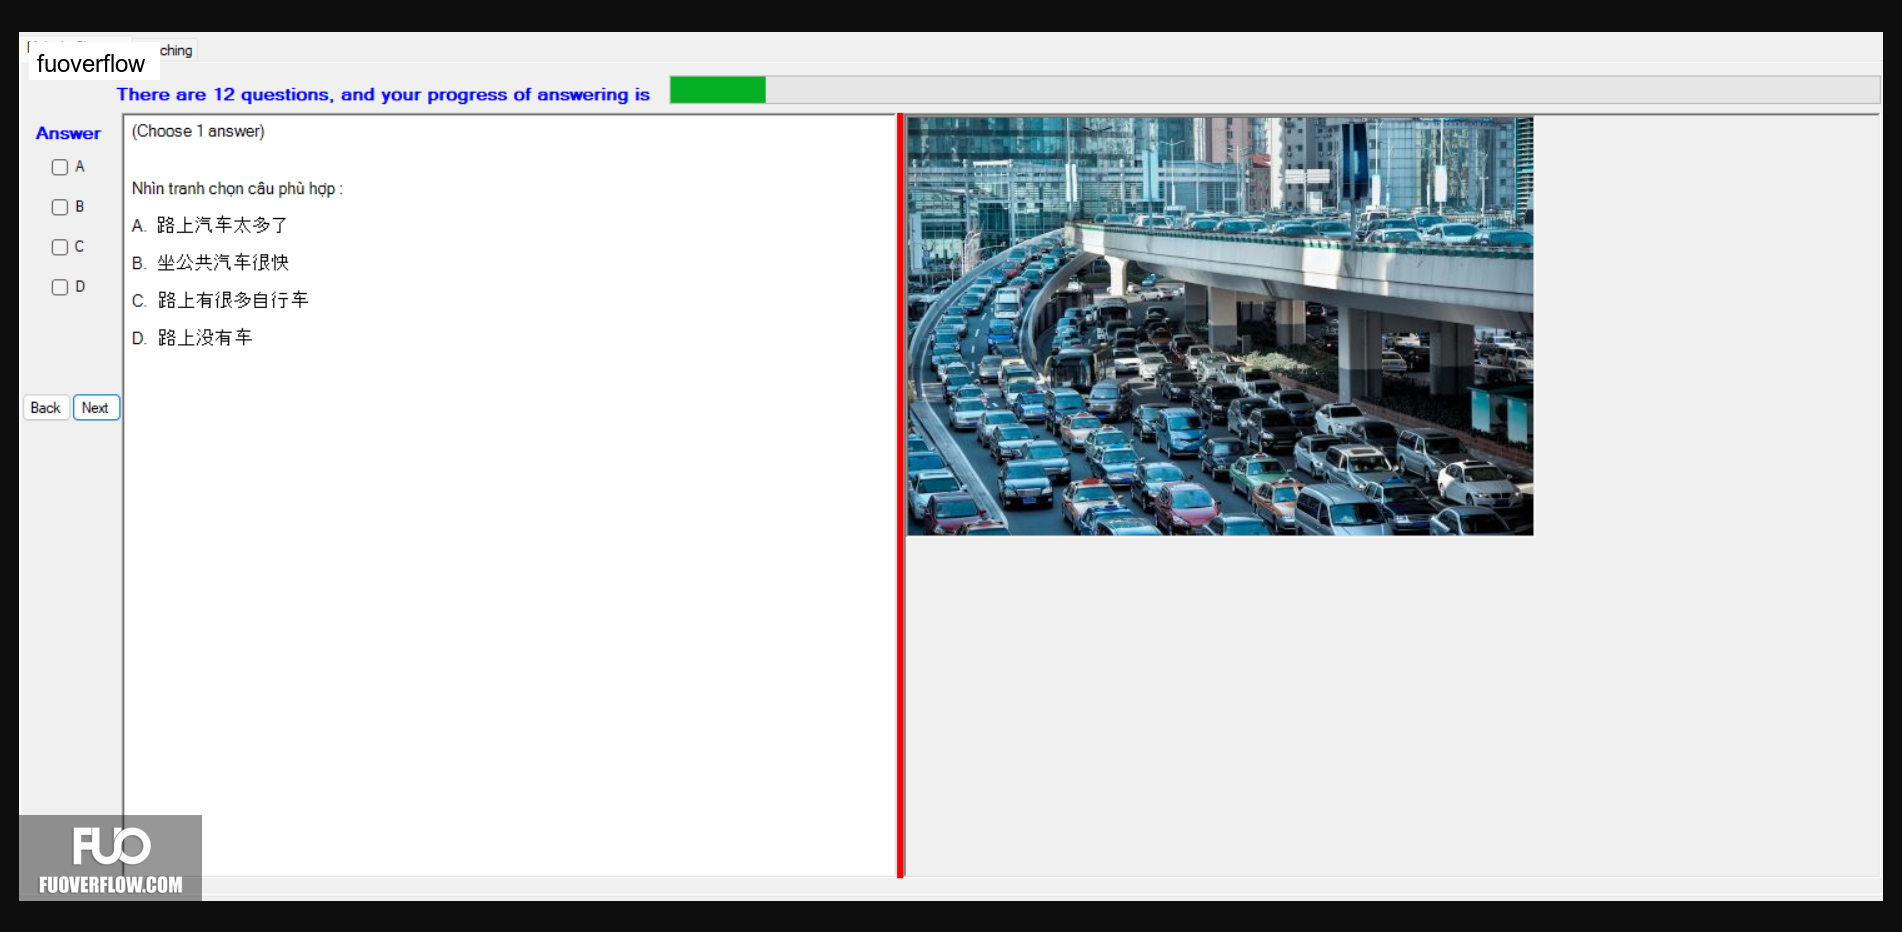 ching
fuoverflow
There are 12 questions, and your progress of answering is
Answer
A
B
C
D
Back
Next
(Choose 1 answer)
Nhìn tranh chọn câu phù hợp :
A. 路上汽车太多了
B. 坐公共汽车很快
C. 路上有很多自行车
D. 路上没有车
FUO
FUOVERFLOW.COM